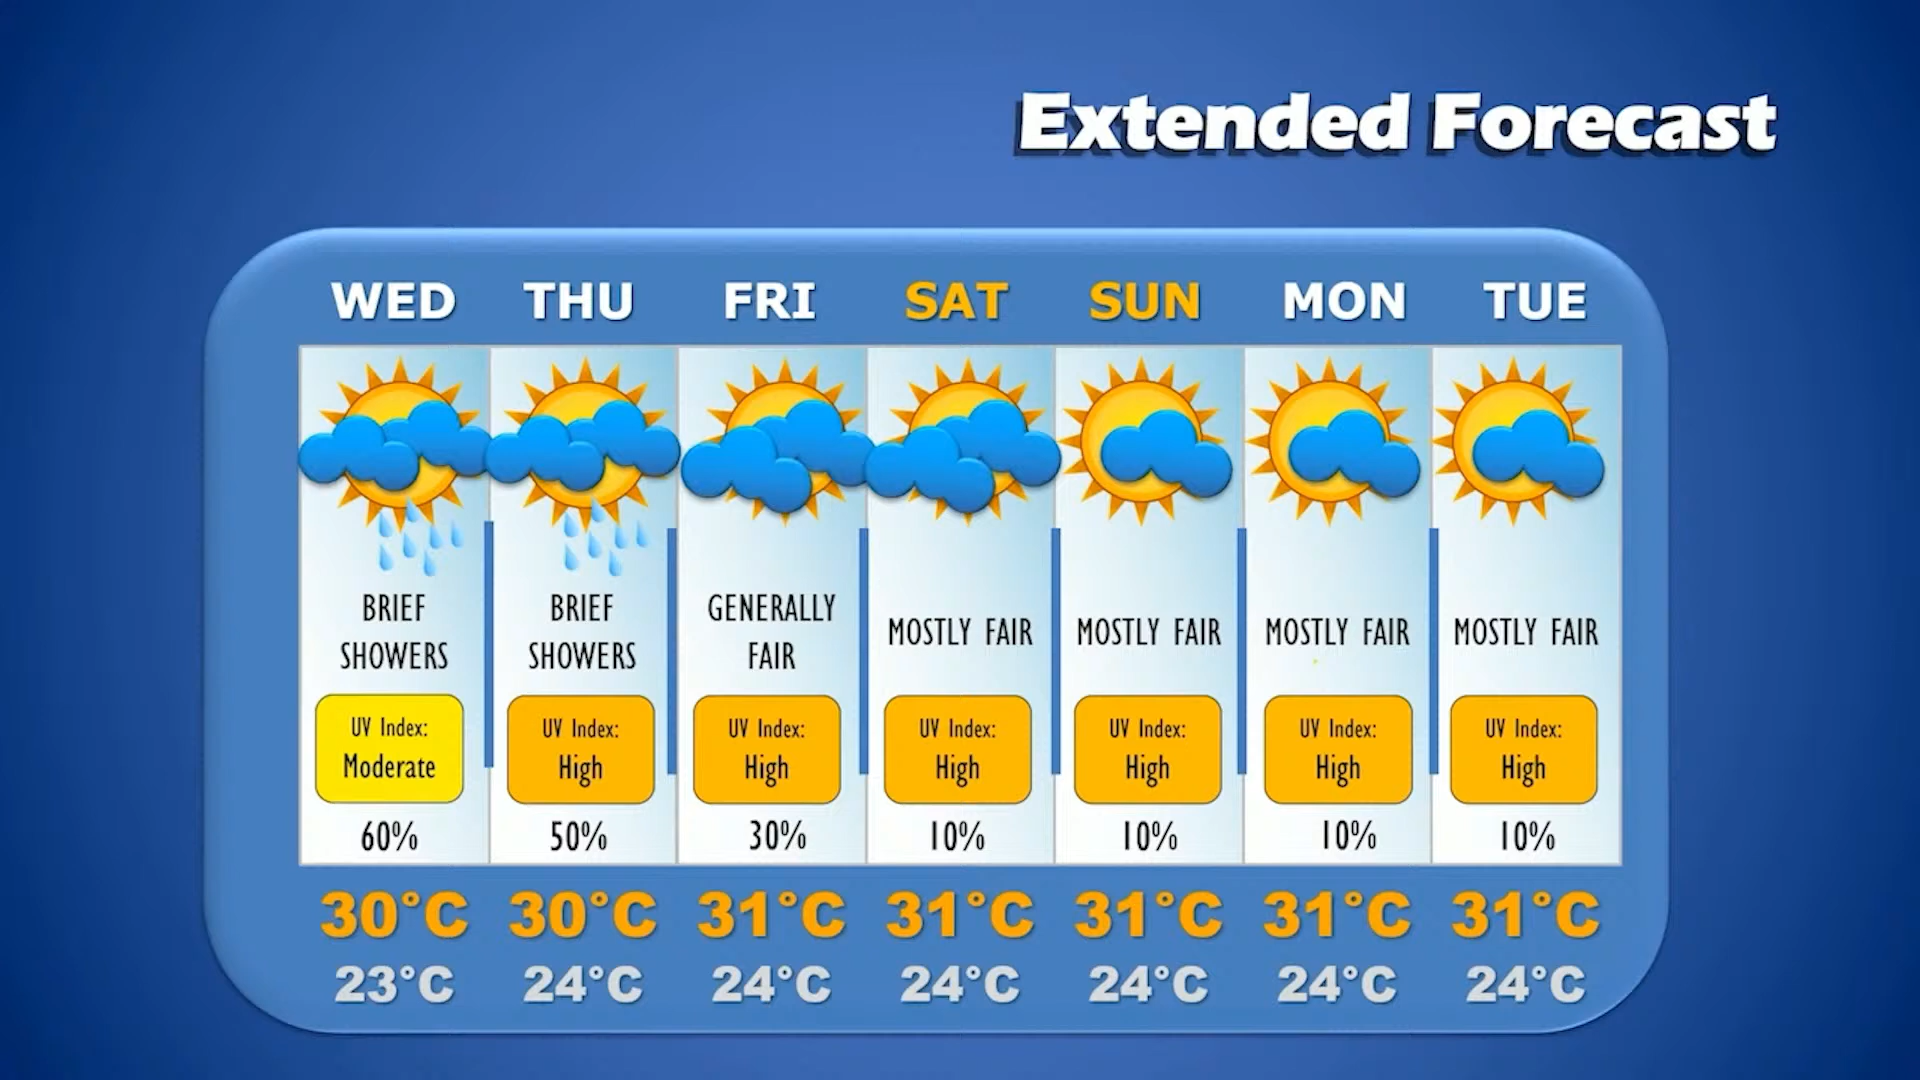 Extended Forecast
WED THU FRI SAT SUN MON TUE
BRIEF
SHOWERS
BRIEF
SHOWERS
GENERALLY
FAIR
MOSTLY FAIR
MOSTLY FAIR
MOSTLY FAIR
MOSTLY FAIR
UV Index:
Moderate
UV Index:
High
UV Index:
High
UV Index:
High
UV Index:
High
UV Index:
High
UV Index:
High
60% 50% 30% 10% 10% 10% 10%
30°C 30°C 31°C 31°C 31°C 31°C 31°C
23°C 24°C 24°C 24°C 24°C 24°C 24°C